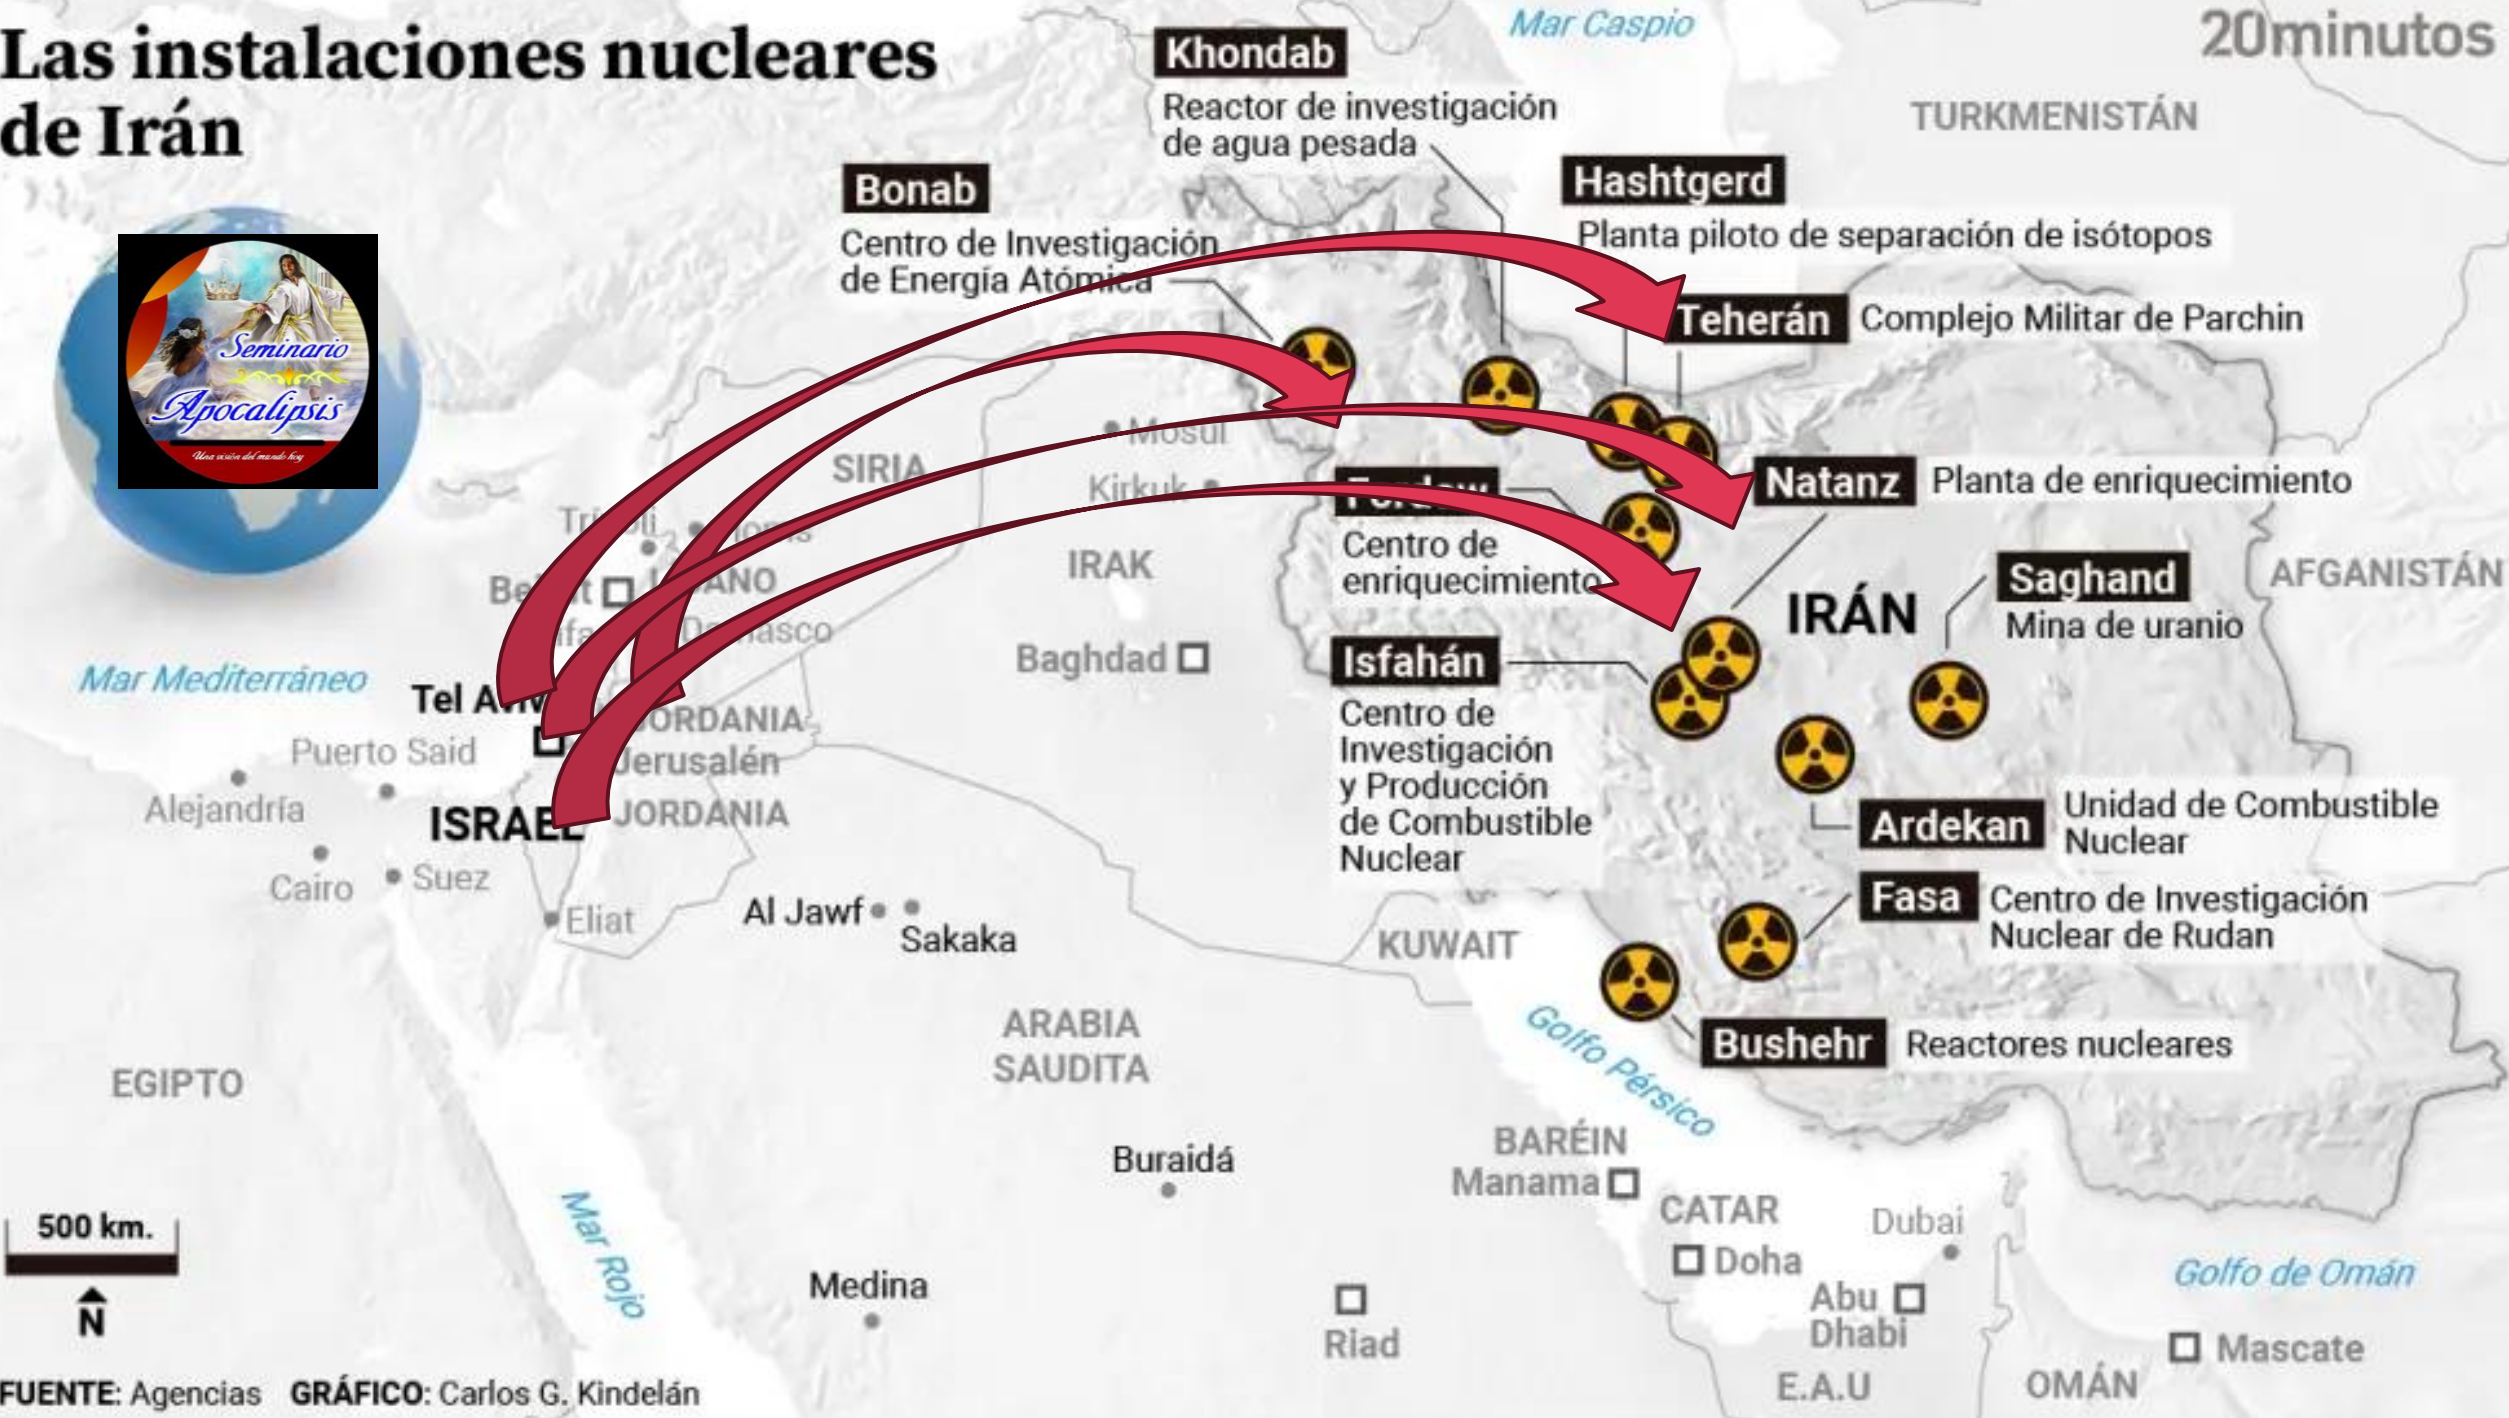 Las instalaciones nucleares
de Irán
20minutos
Mar Caspio
Khondab
Reactor de investigación
de agua pesada
TURKMENISTÁN
Bonab
Centro de Investigación
de Energía Atómica
Hashtgerd
Planta piloto de separación de isótopos
Teherán
Complejo Militar de Parchin
Seminario
Apocalipsis
Una visión del mundo hoy
Mosul
SIRIA
Kirkuk
Natanz
Planta de enriquecimiento
Centro de
enriquecimiento
IRAK
AFGANISTÁN
Saghand
Mina de uranio
IRÁN
Baghdad
Isfahán
Centro de
Investigación
y Producción
de Combustible
Nuclear
Mar Mediterráneo
Tel Aviv
JORDANIA
Jerusalén
Puerto Said
Alejandría
ISRAEL
JORDANIA
Ardekan
Unidad de Combustible
Nuclear
Cairo
Suez
Eliat
Al Jawf
Sakaka
KUWAIT
Fasa
Centro de Investigación
Nuclear de Rudan
Bushehr
Reactores nucleares
Golfo Pérsico
ARABIA
SAUDITA
EGIPTO
Buraidá
BARÉIN
Manama
CATAR
Doha
Dubai
Abu
Dhabi
Golfo de Omán
Mascate
E.A.U
OMÁN
Mar Rojo
Medina
Riad
500 km.
N
FUENTE: Agencias GRÁFICO: Carlos G. Kindelán